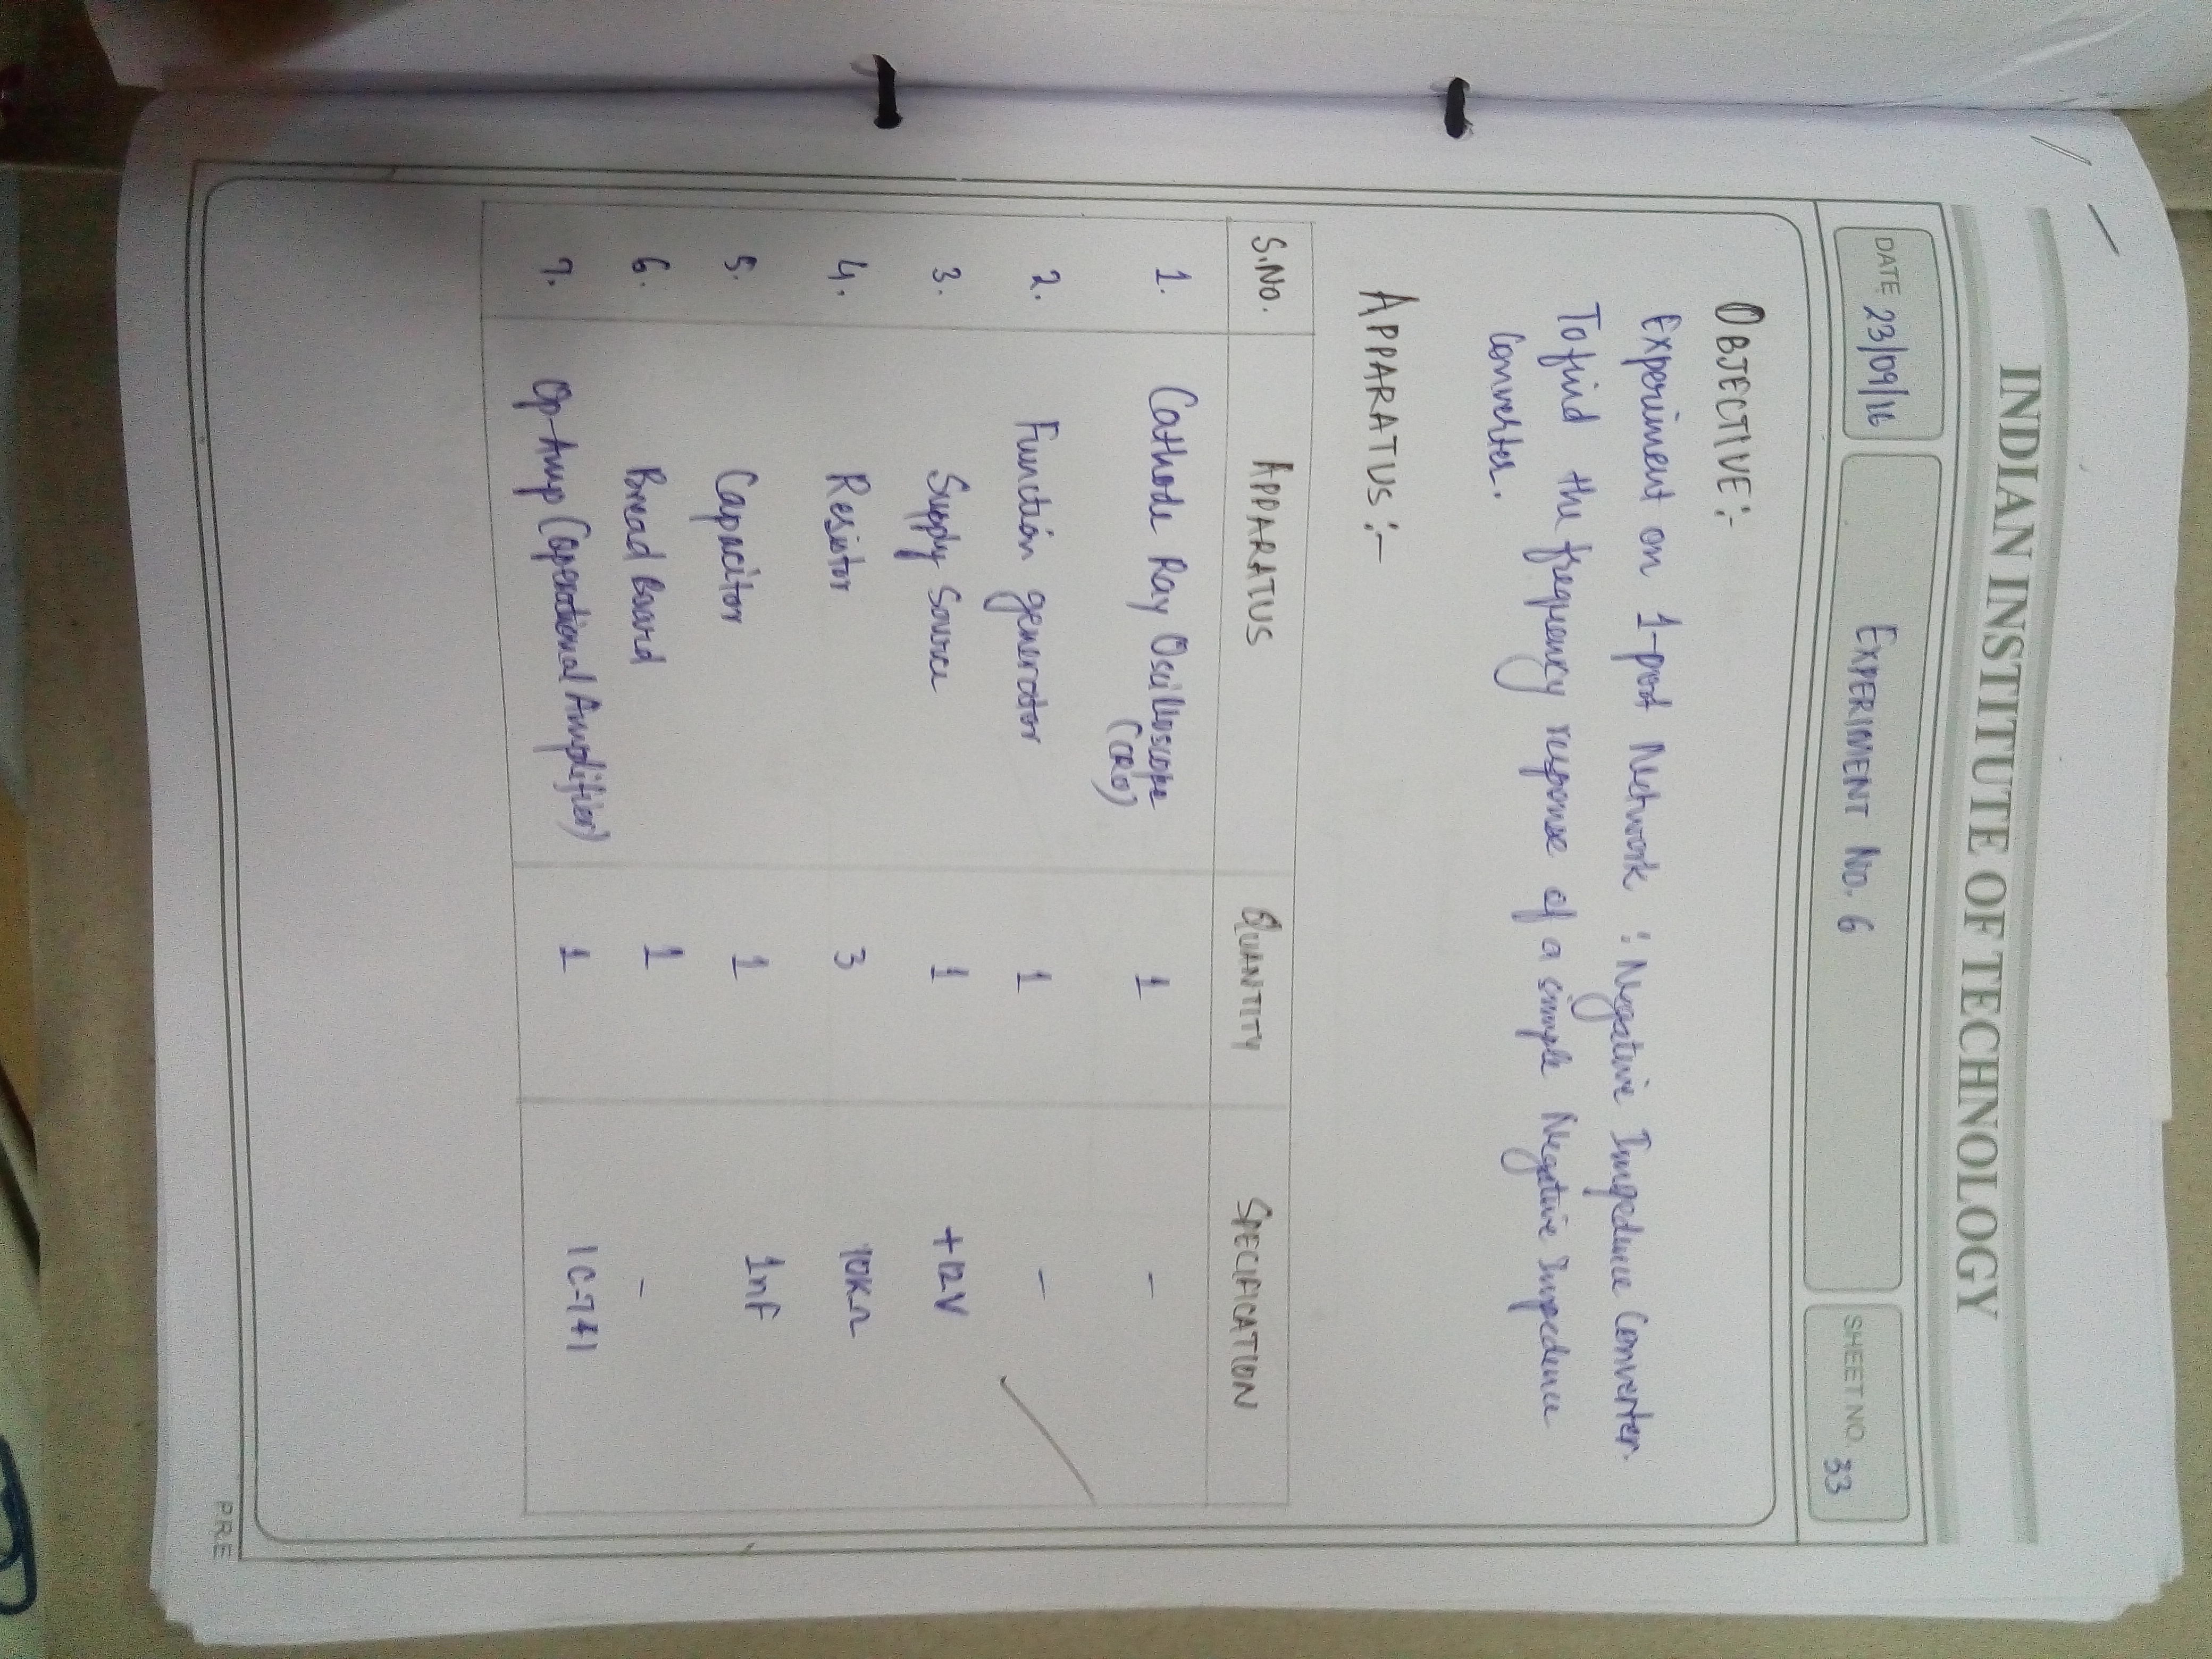 INDIAN INSTITUTE OF TECHNOLOGY
DATE 23/09/16
EXPERIMENT NO. 6
SHEET NO. 33
OBJECTIVE:-
Experiment on 1-port Network : Negative Impedence Converter.
To find the frequency response of a simple Negative Impedence
Converter.
APPARATUS:-
S.NO. APPARATUS QUANTITY SPECIFICATION
1. Cathode Ray Oscilloscope 1 -
(CRO)
2. Function generator 1 -
3. Supply Source 1 +12V
4. Resistor 3 10KΩ
5. Capacitor 1 1nF
6. Bread Board 1 -
7. Op-Amp (Operational Amplifier) 1 IC-741
P.R.E